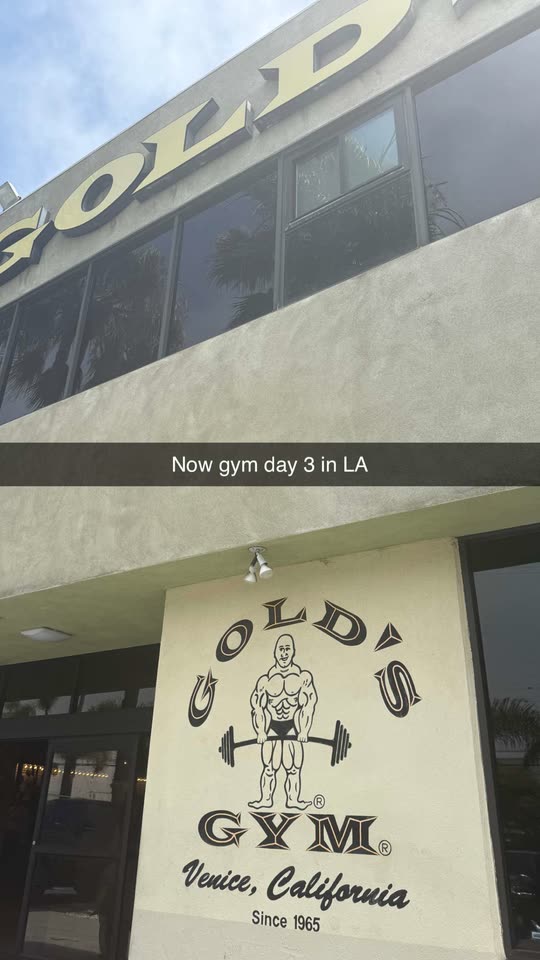 GOLD'
Now gym day 3 in LA
GOLD'S
®
GYM®
Venice, California
Since 1965